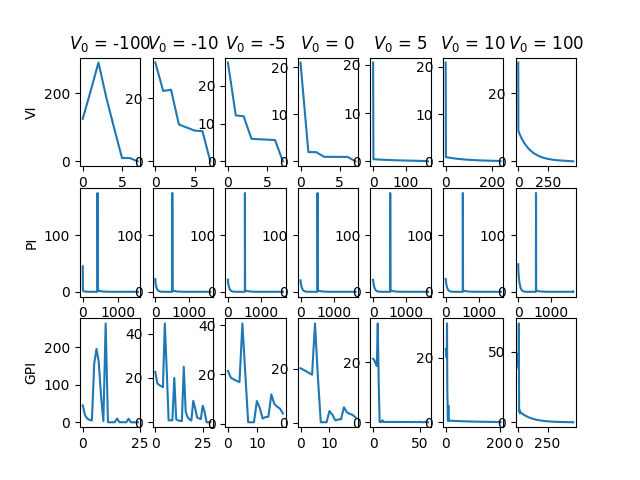 V₀ = -100 V₀ = -10 V₀ = -5 V₀ = 0 V₀ = 5 V₀ = 10 V₀ = 100
VI
200 0 20 0 20 10 0 20 10 0 20 10 0 20 10 0 20 0
0 5 0 5 0 5 0 5 0 100 0 200 0 250
PI
100 0 100 0 100 0 100 0 100 0 100 0 100 0
0 1000 0 1000 0 1000 0 1000 0 1000 0 1000 0 1000
GPI
200 100 0 40 20 0 40 20 0 20 0 20 0 20 0 50 0
0 25 0 25 0 10 0 10 0 50 0 200 0 250